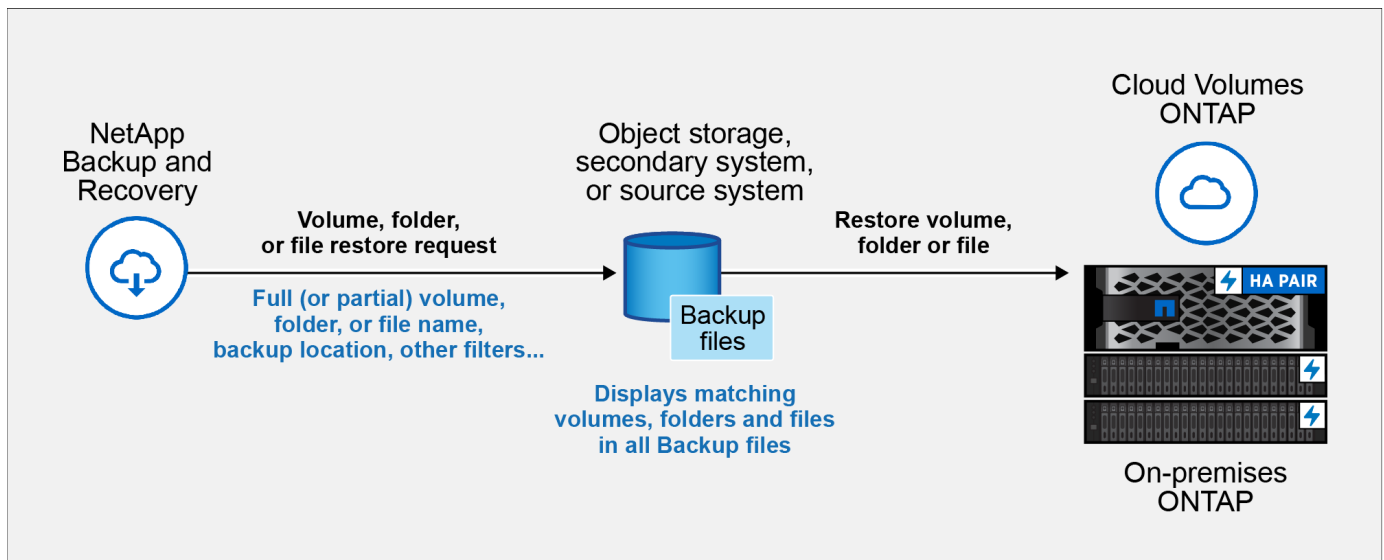 NetApp
Backup and
Recovery
Volume, folder,
or file restore request
Full (or partial) volume,
folder, or file name,
backup location, other filters...
Object storage,
secondary system,
or source system
Backup
files
Displays matching
volumes, folders and files
in all Backup files
Restore volume,
folder or file
Cloud Volumes
ONTAP
HA PAIR
On-premises
ONTAP